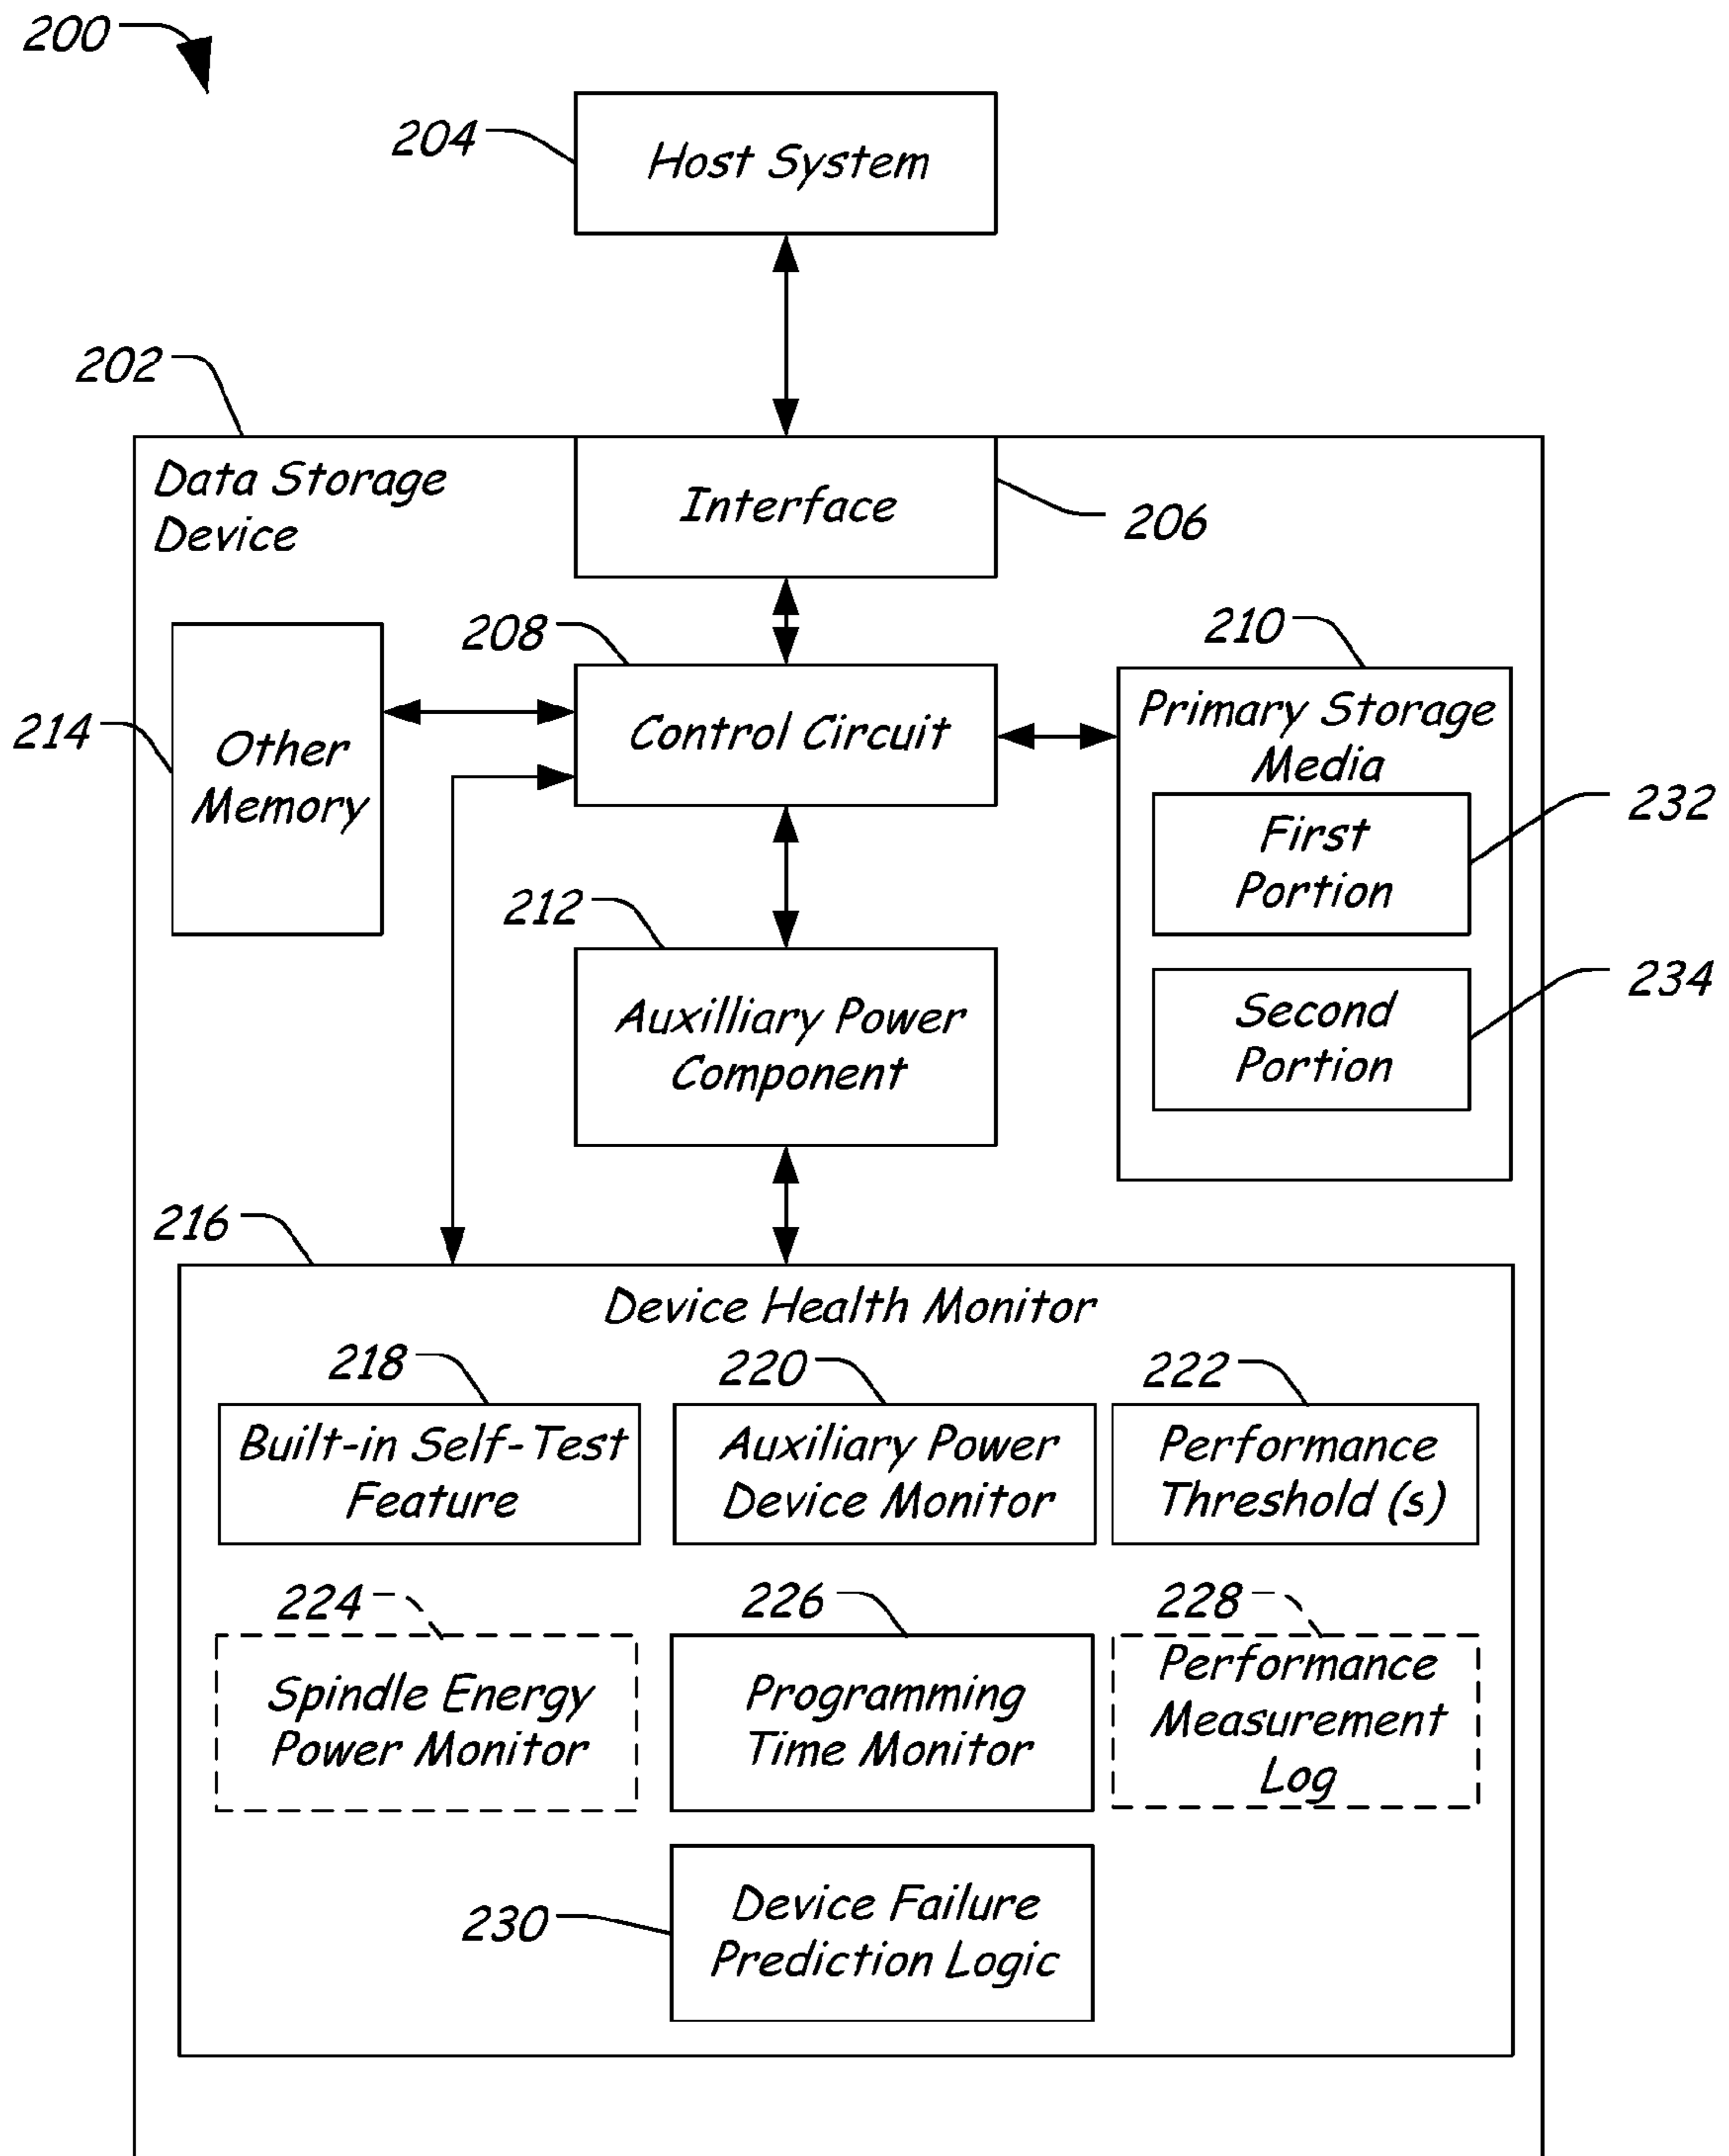 200
204
Host System
202
Data Storage
Device
Interface
206
208
210
214
Other
Memory
Control Circuit
Primary Storage
Media
First
Portion
232
212
Auxilliary Power
Component
Second
Portion
234
216
Device Health Monitor
218
220
222
Built-in Self-Test
Feature
Auxiliary Power
Device Monitor
Performance
Threshold (s)
224
226
228
Spindle Energy
Power Monitor
Programming
Time Monitor
Performance
Measurement
Log
230
Device Failure
Prediction Logic